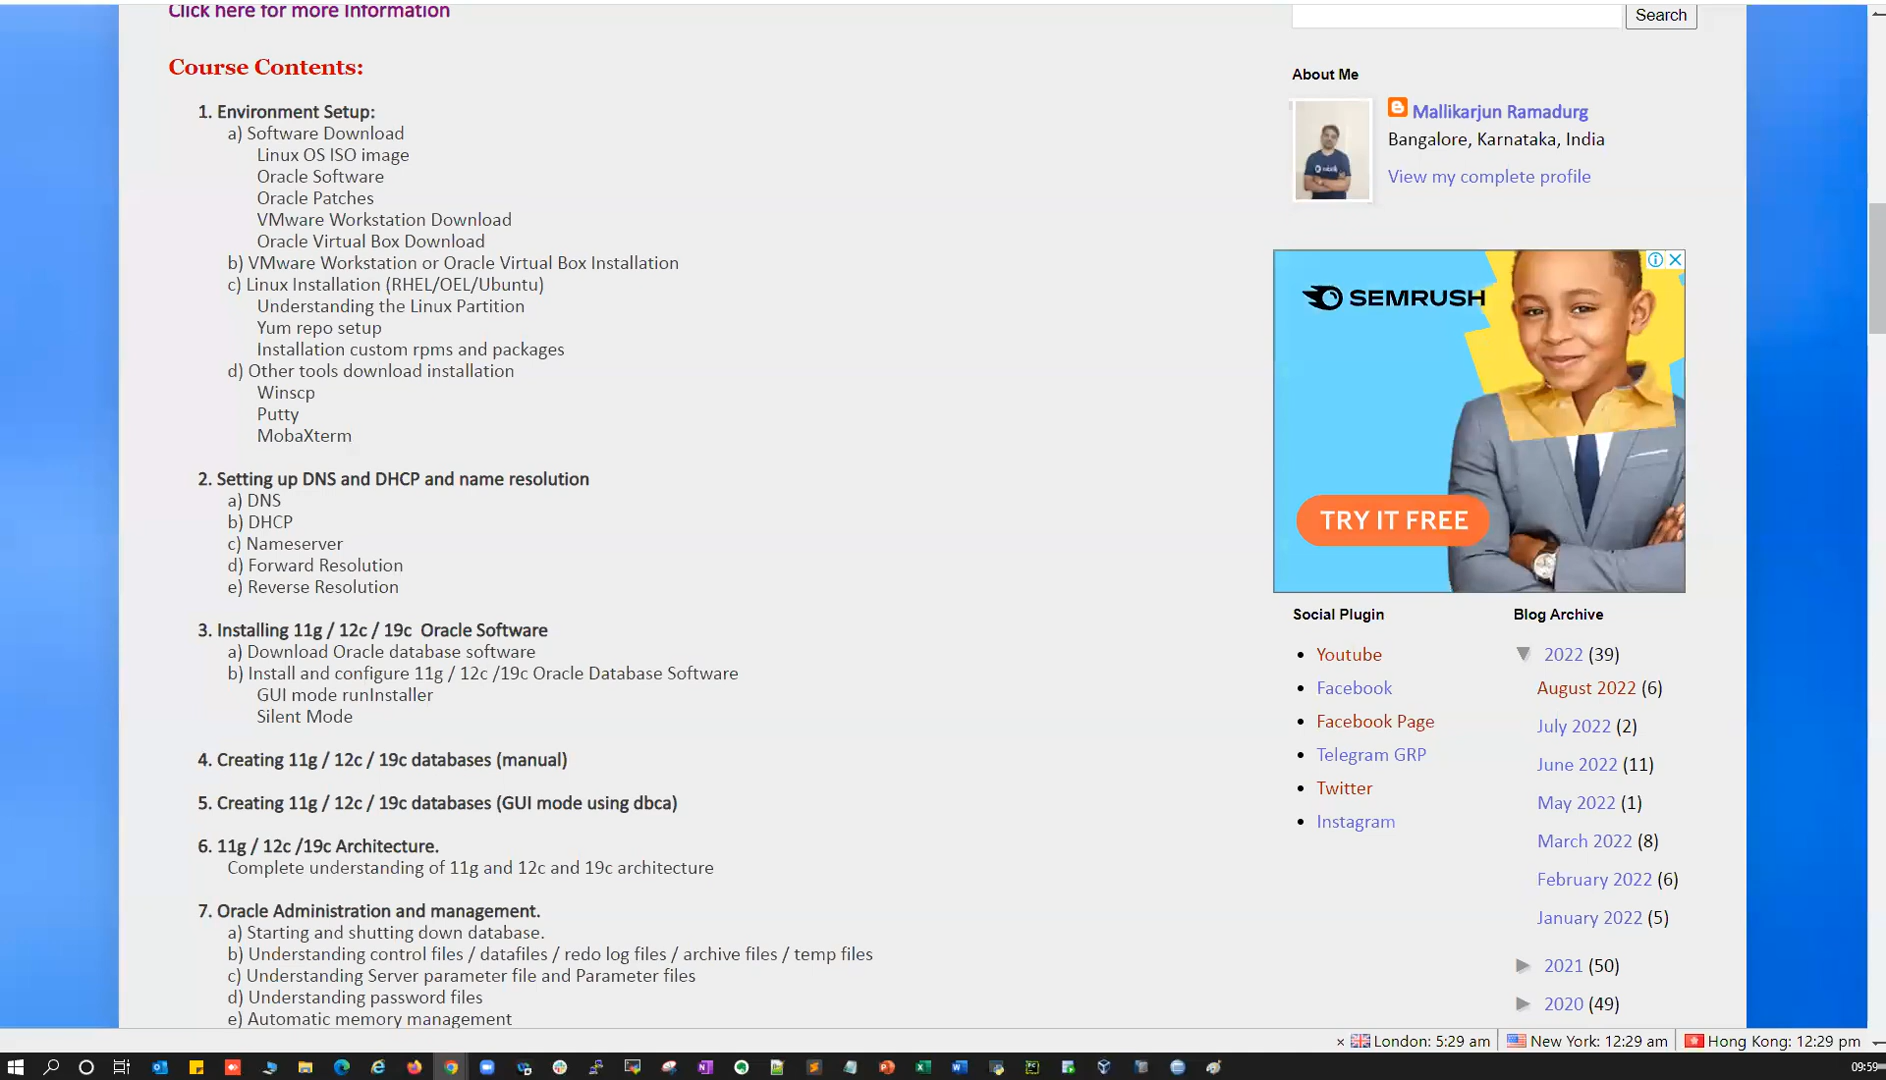 Click here for more Information
Search
Course Contents:
1. Environment Setup:
a) Software Download
Linux OS ISO image
Oracle Software
Oracle Patches
VMware Workstation Download
Oracle Virtual Box Download
b) VMware Workstation or Oracle Virtual Box Installation
c) Linux Installation (RHEL/OEL/Ubuntu)
Understanding the Linux Partition
Yum repo setup
Installation custom rpms and packages
d) Other tools download installation
Winscp
Putty
MobaXterm
2. Setting up DNS and DHCP and name resolution
a) DNS
b) DHCP
c) Nameserver
d) Forward Resolution
e) Reverse Resolution
3. Installing 11g / 12c / 19c Oracle Software
a) Download Oracle database software
b) Install and configure 11g / 12c /19c Oracle Database Software
GUI mode runInstaller
Silent Mode
4. Creating 11g / 12c / 19c databases (manual)
5. Creating 11g / 12c / 19c databases (GUI mode using dbca)
6. 11g / 12c /19c Architecture.
Complete understanding of 11g and 12c and 19c architecture
7. Oracle Administration and management.
a) Starting and shutting down database.
b) Understanding control files / datafiles / redo log files / archive files / temp files
c) Understanding Server parameter file and Parameter files
d) Understanding password files
e) Automatic memory management
About Me
Mallikarjun Ramadurg
Bangalore, Karnataka, India
View my complete profile
SEMRUSH
TRY IT FREE
Social Plugin
Youtube
Facebook
Facebook Page
Telegram GRP
Twitter
Instagram
Blog Archive
▼ 2022 (39)
August 2022 (6)
July 2022 (2)
June 2022 (11)
May 2022 (1)
March 2022 (8)
February 2022 (6)
January 2022 (5)
► 2021 (50)
► 2020 (49)
× London: 5:29 am New York: 12:29 am Hong Kong: 12:29 pm
09:59